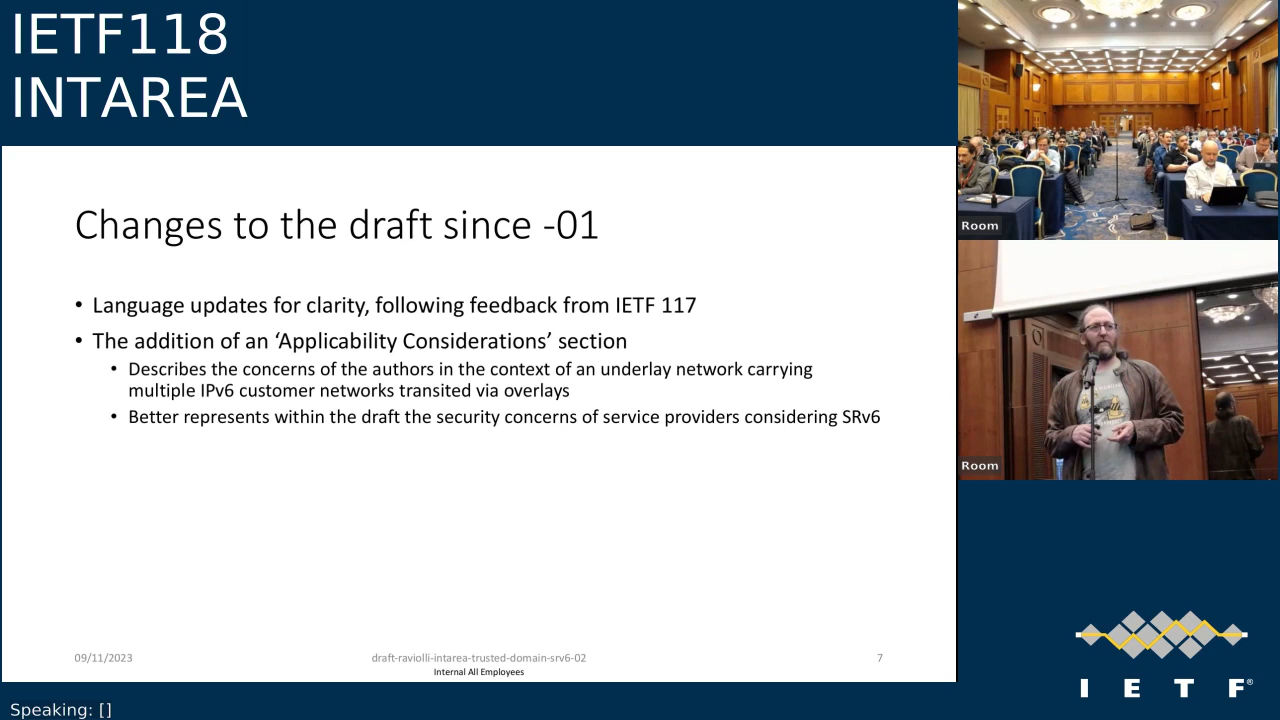 IETF118
INTAREA
Changes to the draft since -01
• Language updates for clarity, following feedback from IETF 117
• The addition of an ‘Applicability Considerations’ section
• Describes the concerns of the authors in the context of an underlay network carrying
multiple IPv6 customer networks transited via overlays
• Better represents within the draft the security concerns of service providers considering SRv6
09/11/2023
draft-raviolli-intarea-trusted-domain-srv6-02
7
Internal All Employees
Room
Room
I E T F®
Speaking: []